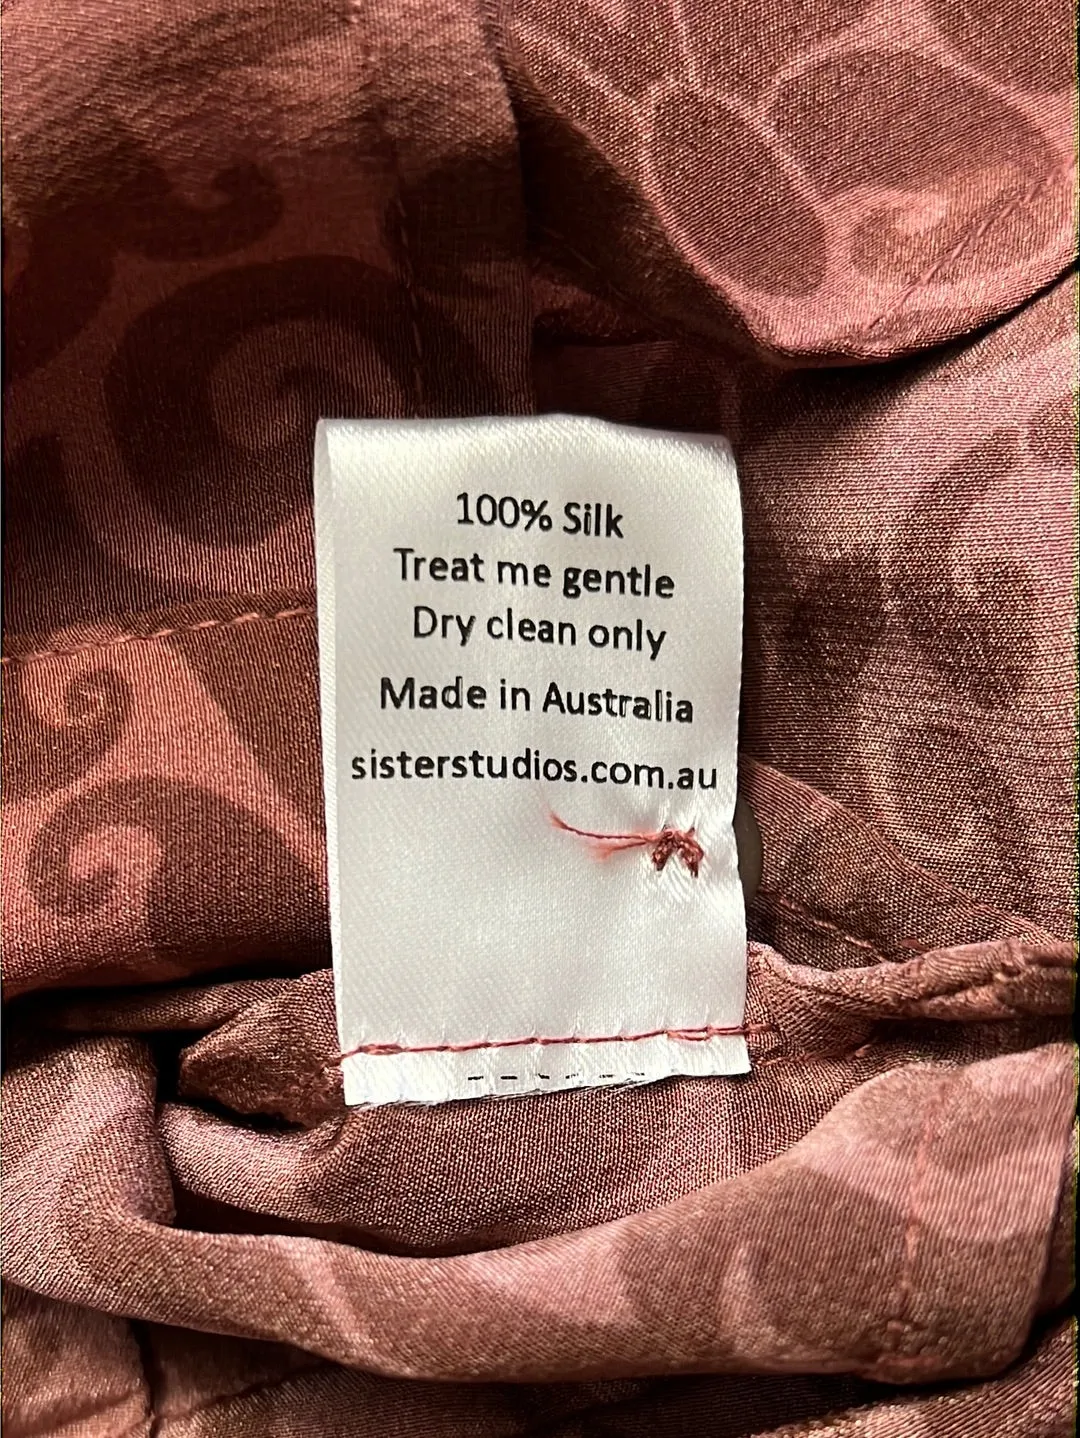 100% Silk
Treat me gentle
Dry clean only
Made in Australia
sisterstudios.com.au